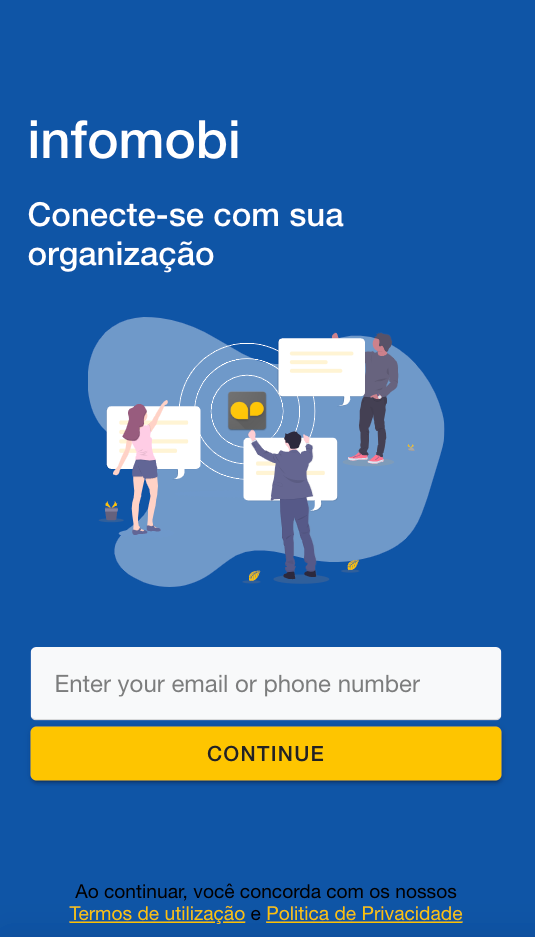 infomobi
Conecte-se com sua
organização
Enter your email or phone number
CONTINUE
Ao continuar, você concorda com os nossos
Termos de utilização e Politica de Privacidade